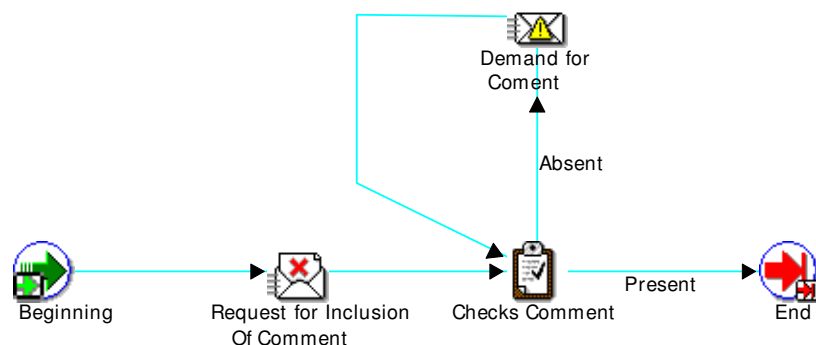 Demand for
Coment
Absent
Present
Beginning
Request for Inclusion
Of Comment
Checks Comment
End